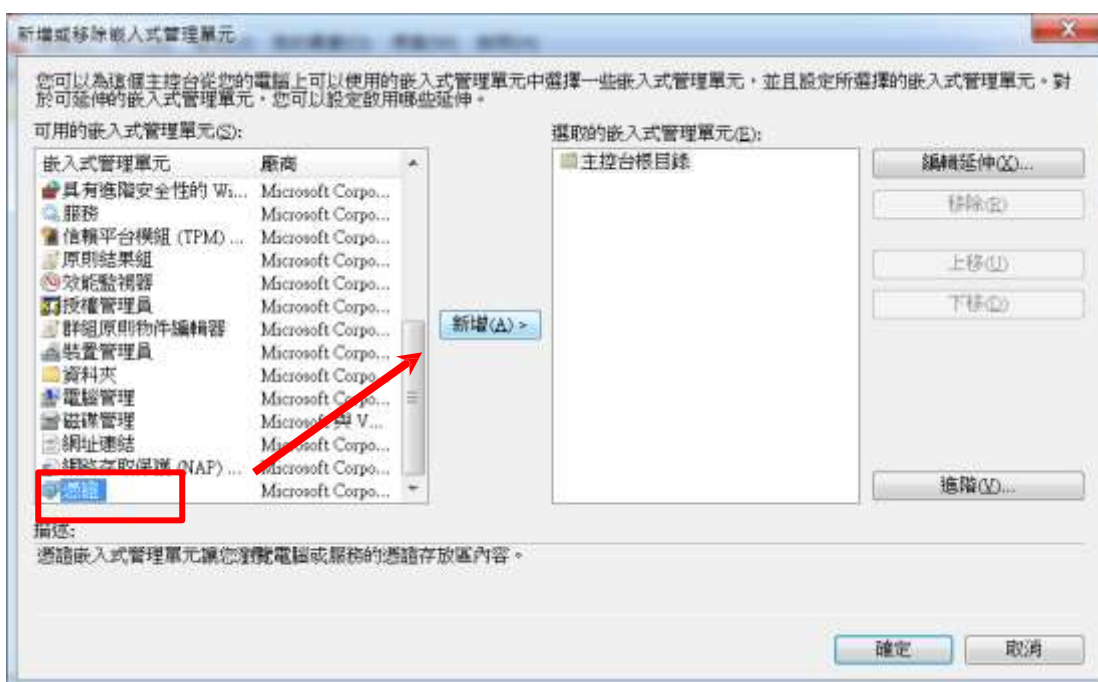 新增或移除嵌入式管理單元
您可以為這個主控台從您的電腦上可以使用的嵌入式管理單元中選擇一些嵌入式管理單元,並且設定所選擇的嵌入式管理單元。對
於可延伸的嵌入式管理單元,您可以設定啟用哪些延伸。
可用的嵌入式管理單元(S):
嵌入式管理單元 廠商
具有進階安全性的 Wi... Microsoft Corpo...
服務 Microsoft Corpo...
信賴平台模組 (TPM) ... Microsoft Corpo...
原則結果組 Microsoft Corpo...
效能監視器 Microsoft Corpo...
授權管理員 Microsoft Corpo...
群組原則物件編輯器 Microsoft Corpo...
裝置管理員 Microsoft Corpo...
資料夾 Microsoft Corpo...
電腦管理 Microsoft Corpo...
磁碟管理 Microsoft 與 V...
網址連結 Microsoft Corpo...
網路存取保護 (NAP) ... Microsoft Corpo...
憑證 Microsoft Corpo...
新增(A) >
選取的嵌入式管理單元(E):
主控台根目錄
編輯延伸(X)...
移除(R)
上移(U)
下移(D)
進階(V)...
描述:
憑證嵌入式管理單元讓您瀏覽電腦或服務的憑證存放區內容。
確定
取消